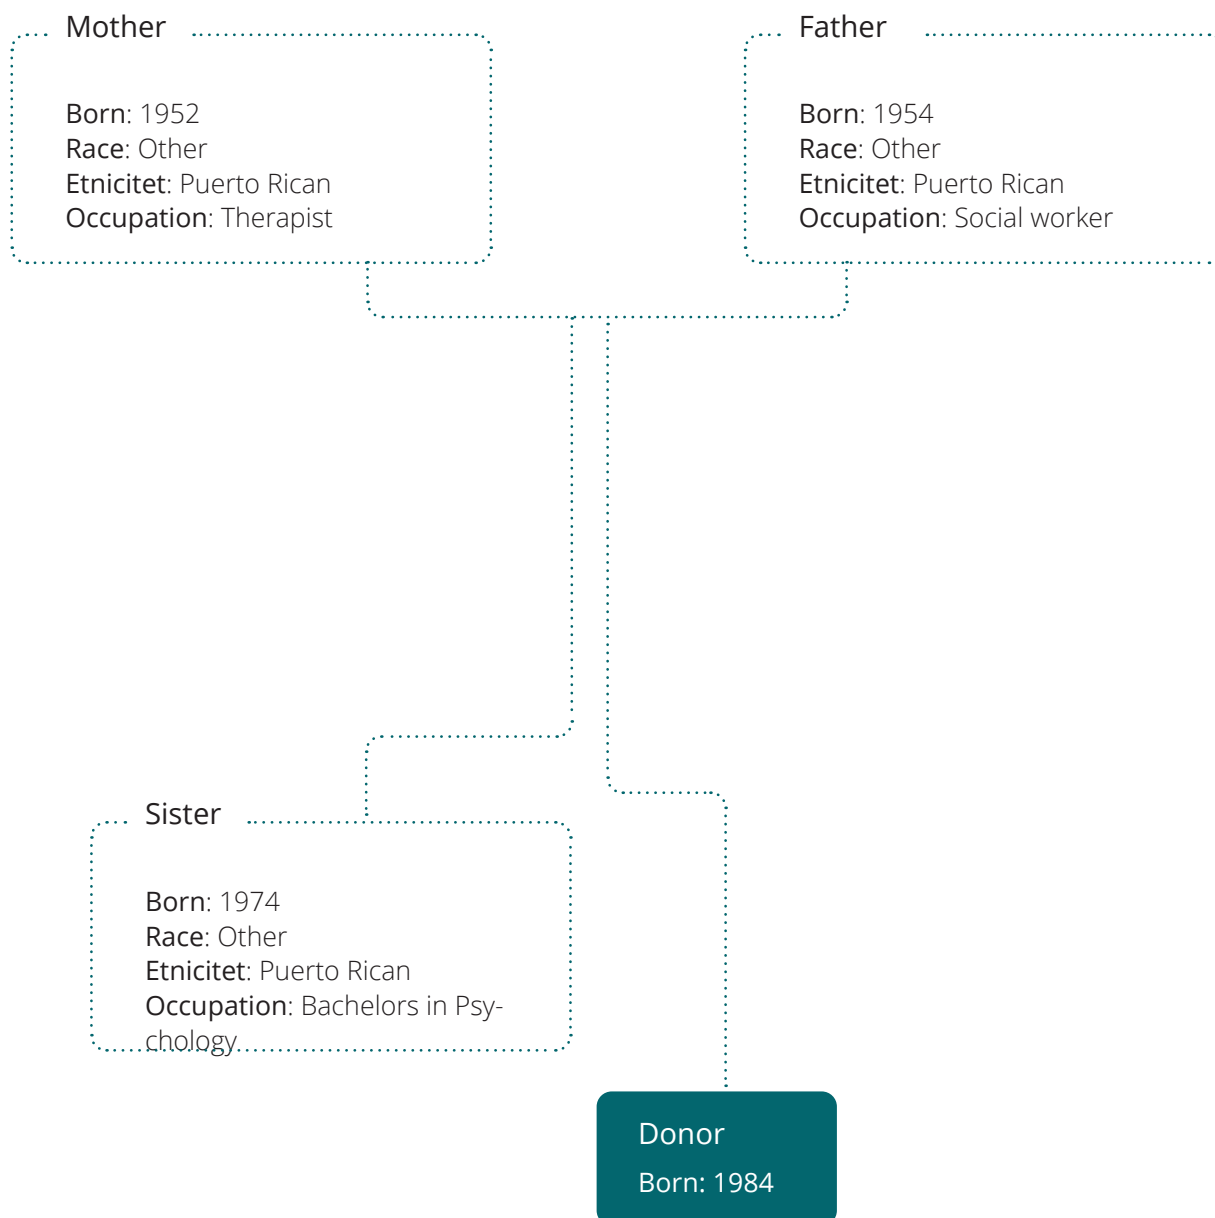 Mother
Born: 1952
Race: Other
Etnicitet: Puerto Rican
Occupation: Therapist
Father
Born: 1954
Race: Other
Etnicitet: Puerto Rican
Occupation: Social worker
Sister
Born: 1974
Race: Other
Etnicitet: Puerto Rican
Occupation: Bachelors in Psy-
chology
Donor
Born: 1984